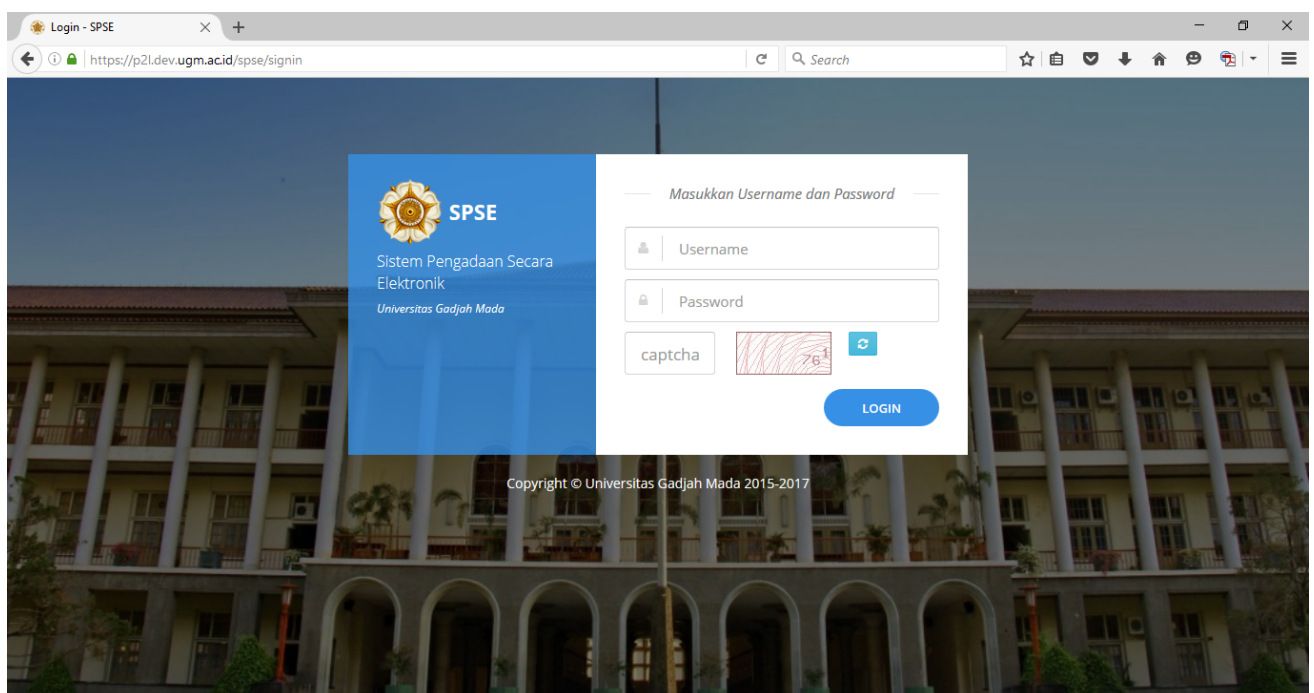 Login - SPSE
https://p2l.dev.ugm.ac.id/spse/signin
Search
SPSE
Sistem Pengadaan Secara
Elektronik
Universitas Gadjah Mada
Masukkan Username dan Password
Username
Password
captcha
761
LOGIN
Copyright © Universitas Gadjah Mada 2015-2017